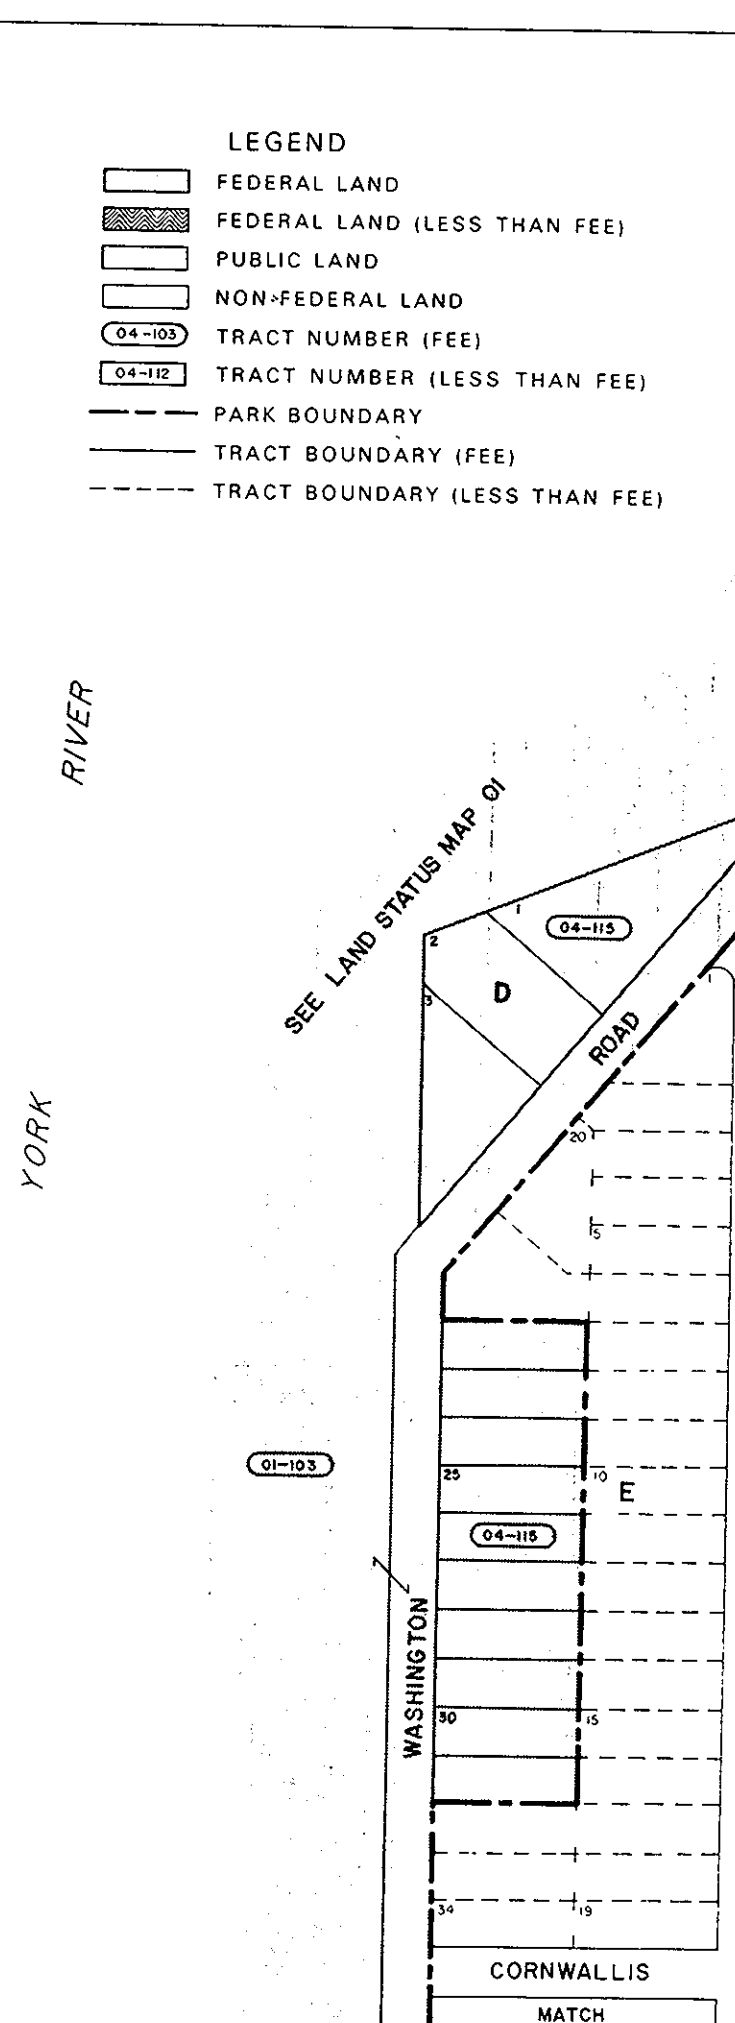 LEGEND
FEDERAL LAND
FEDERAL LAND (LESS THAN FEE)
PUBLIC LAND
NON-FEDERAL LAND
04-103 TRACT NUMBER (FEE)
04-112 TRACT NUMBER (LESS THAN FEE)
PARK BOUNDARY
TRACT BOUNDARY (FEE)
TRACT BOUNDARY (LESS THAN FEE)
YORK RIVER
SEE LAND STATUS MAP 01
1
04-115
2
D
3
1
ROAD
20
5
01-103
25
10
E
04-115
WASHINGTON
30
15
34
19
CORNWALLIS
MATCH